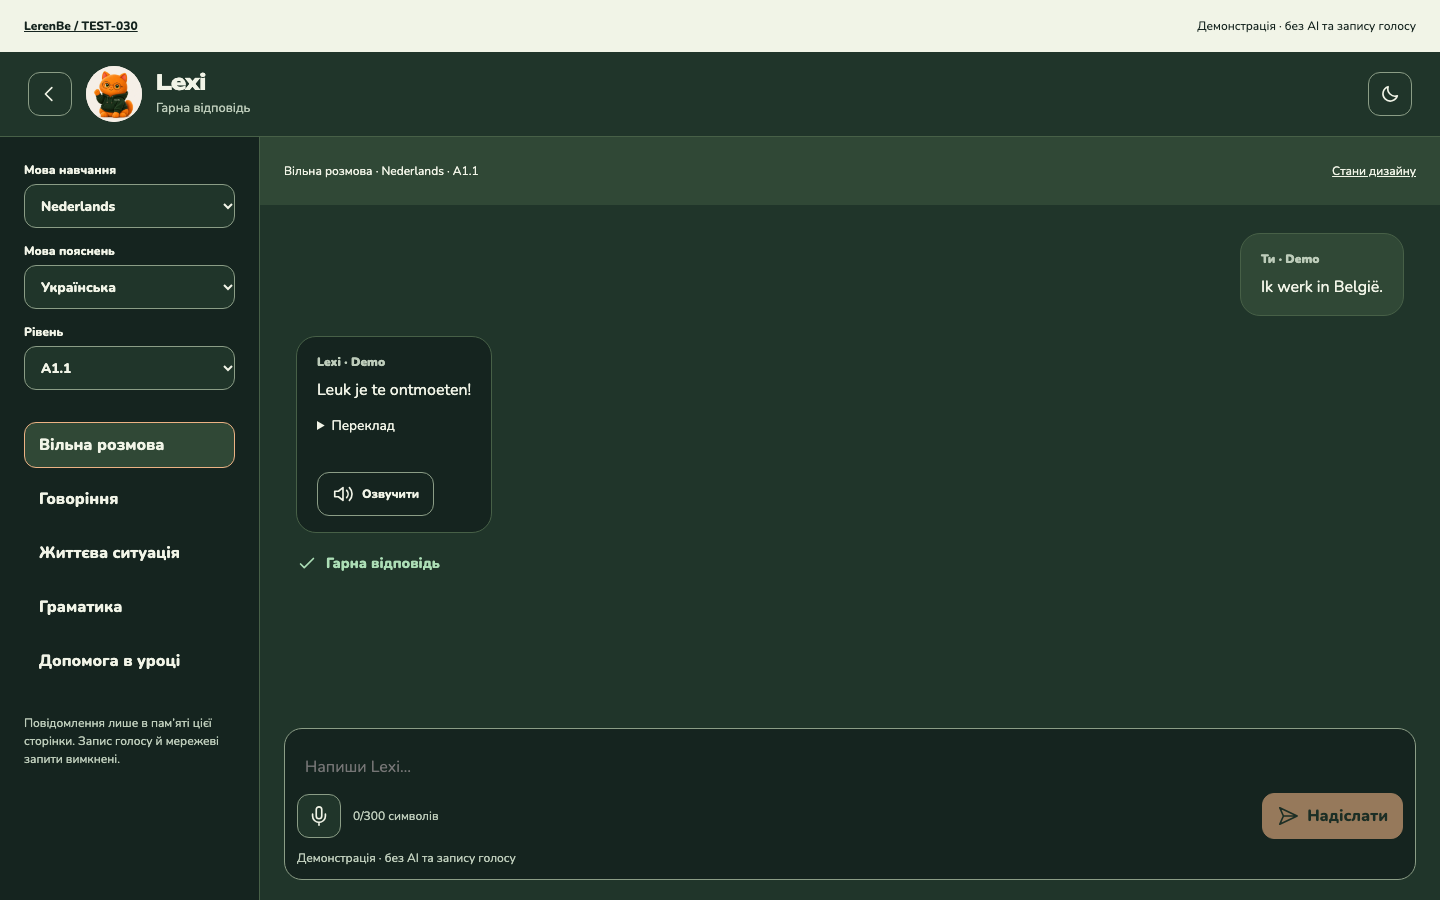 LerenBe / TEST-030
Демонстрація · без AI та запису голосу
Lexi
Гарна відповідь
Мова навчання
Nederlands
Мова пояснень
Українська
Рівень
A1.1
Вільна розмова
Говоріння
Життєва ситуація
Граматика
Допомога в уроці
Повідомлення лише в пам'яті цієї
сторінки. Запис голосу й мережеві
запити вимкнені.
Вільна розмова · Nederlands · A1.1
Стани дизайну
Ти · Demo
Ik werk in België.
Lexi · Demo
Leuk je te ontmoeten!
Переклад
Озвучити
Гарна відповідь
Напиши Lexi...
0/300 символів
Надіслати
Демонстрація · без AI та запису голосу